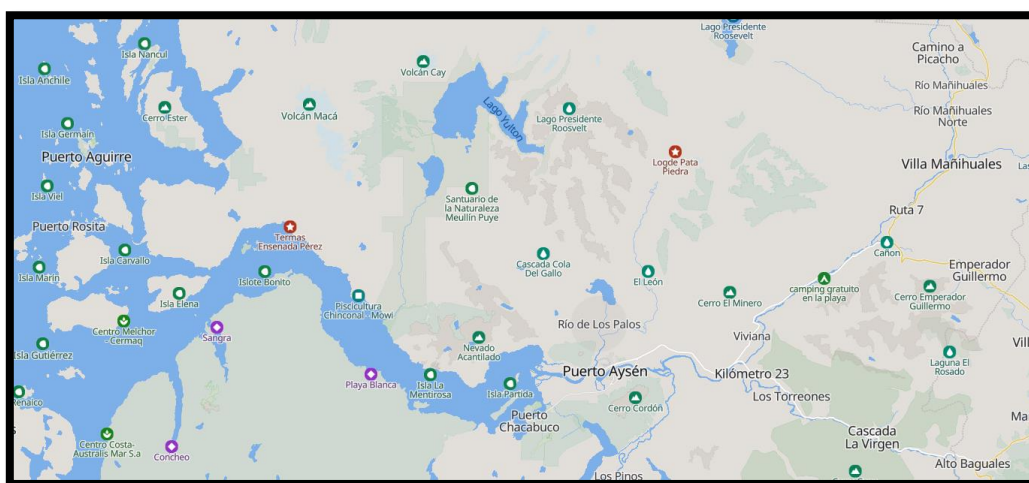 Lago Presidente
Roosevelt
Isla Nancul
Camino a
Picacho
Isla Anchile
Volcán Cay
Río Mañihuales
Cerro Ester
Volcán Macá
Lago Yulton
Lago Presidente
Roosvelt
Río Mañihuales
Norte
Isla Germain
Puerto Aguirre
Logde Pata
Piedra
Villa Mañihuales
Las
Isla Viel
Santuario de
la Naturaleza
Meullín Puye
Ruta 7
Puerto Rosita
Termas
Ensenada Pérez
Isla Carvallo
Cascada Cola
Del Gallo
Cañon
Isla Marín
Islote Bonito
El León
Emperador
Guillermo
camping gratuito
en la playa
Isla Elena
Piscicultura
Chinconal - Mowi
Cerro El Minero
Cerro Emperador
Guillermo
Centro Melchor
- Cermaq
Sangra
Río de Los Palos
Viviana
Isla Gutiérrez
Nevado
Acantilado
Vill
Laguna El
Rosado
Puerto Aysén
Kilómetro 23
Playa Blanca
Isla La
Mentirosa
Isla Partida
Renaico
Los Torreones
Cerro Cordón
Puerto
Chacabuco
Ma
s
Cascada
La Virgen
Centro Costa-
Australis Mar S.a
Concheo
Alto Baguales
Los Pinos